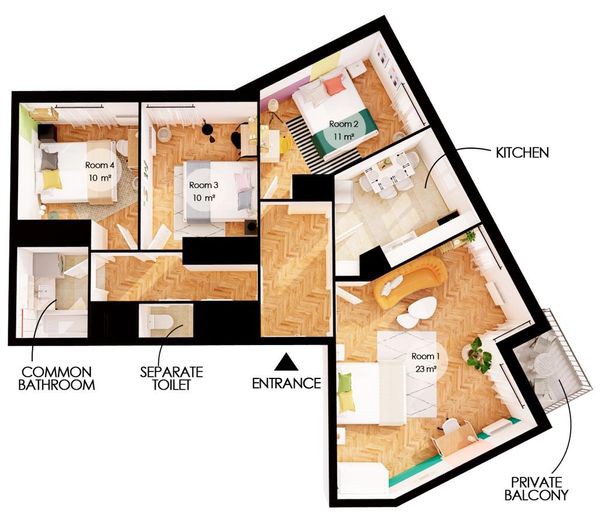 Room 2
11 m²
KITCHEN
Room 4
10 m²
Room 3
10 m²
Room 1
23 m²
COMMON
BATHROOM
SEPARATE
TOILET
ENTRANCE
PRIVATE
BALCONY